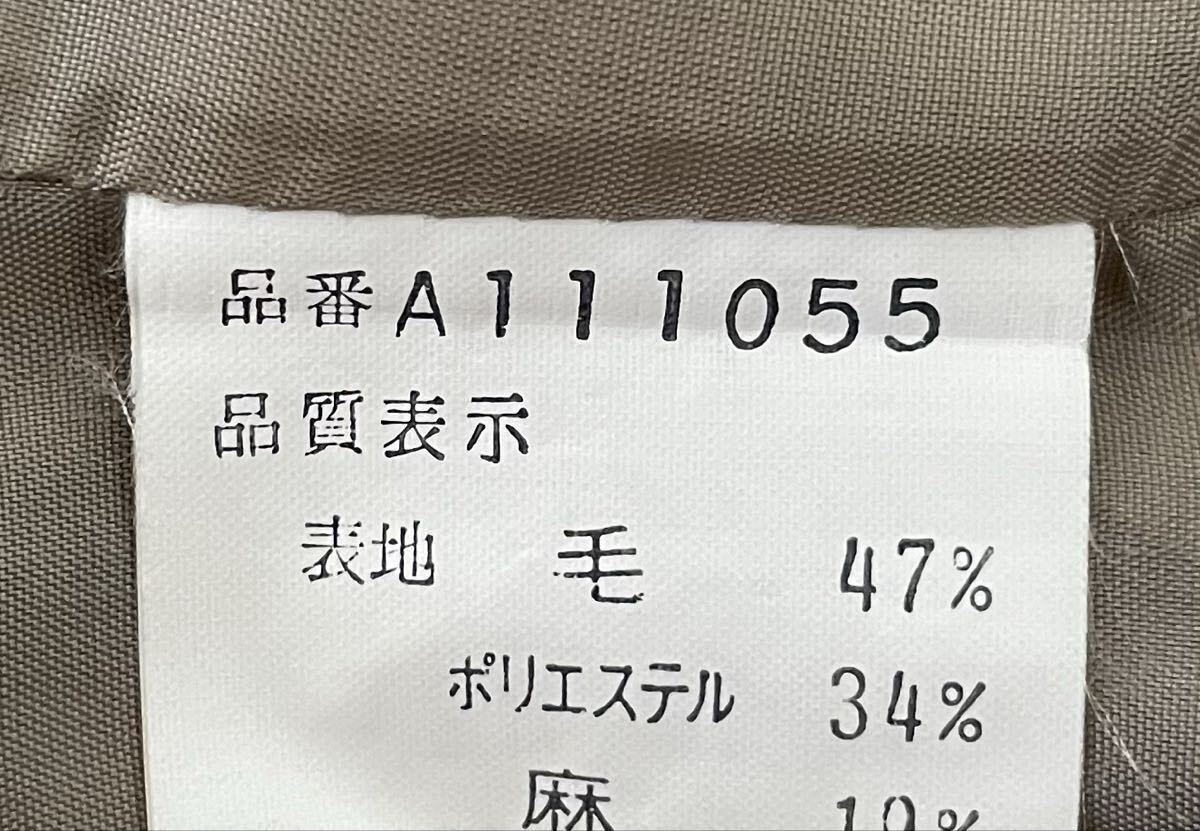 品番A111055
品質表示
表地 毛 47%
ポリエステル 34%
麻